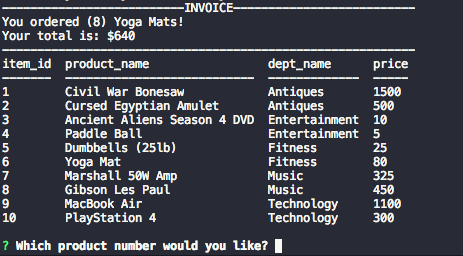 INVOICE
You ordered (8) Yoga Mats!
Your total is: $640
item_id product_name dept_name price
1 Civil War Bonesaw Antiques 1500
2 Cursed Egyptian Amulet Antiques 500
3 Ancient Aliens Season 4 DVD Entertainment 10
4 Paddle Ball Entertainment 5
5 Dumbbells (25lb) Fitness 25
6 Yoga Mat Fitness 80
7 Marshall 50W Amp Music 325
8 Gibson Les Paul Music 450
9 MacBook Air Technology 1100
10 PlayStation 4 Technology 300
? Which product number would you like?